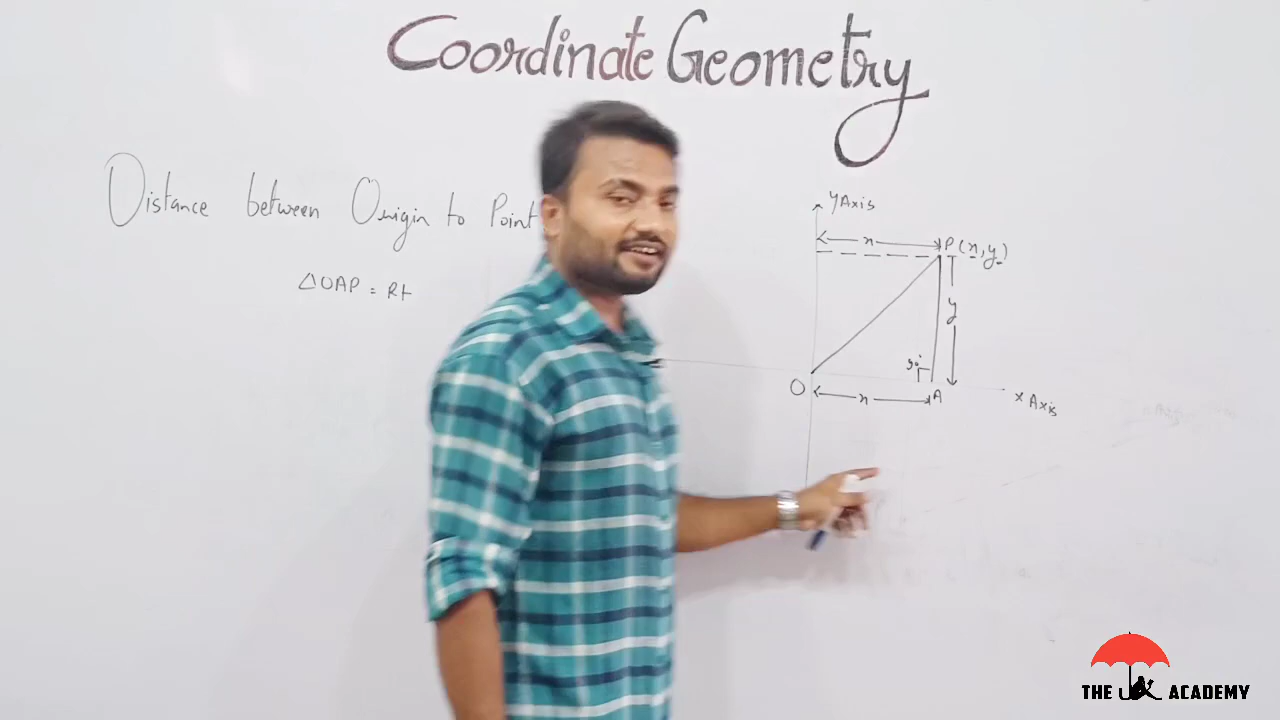 Coordinate Geometry
Distance between Origin to Point
△OAP = Rt
Y Axis
x
P(x,y)
y
90°
O
x
A
x Axis
THE ACADEMY